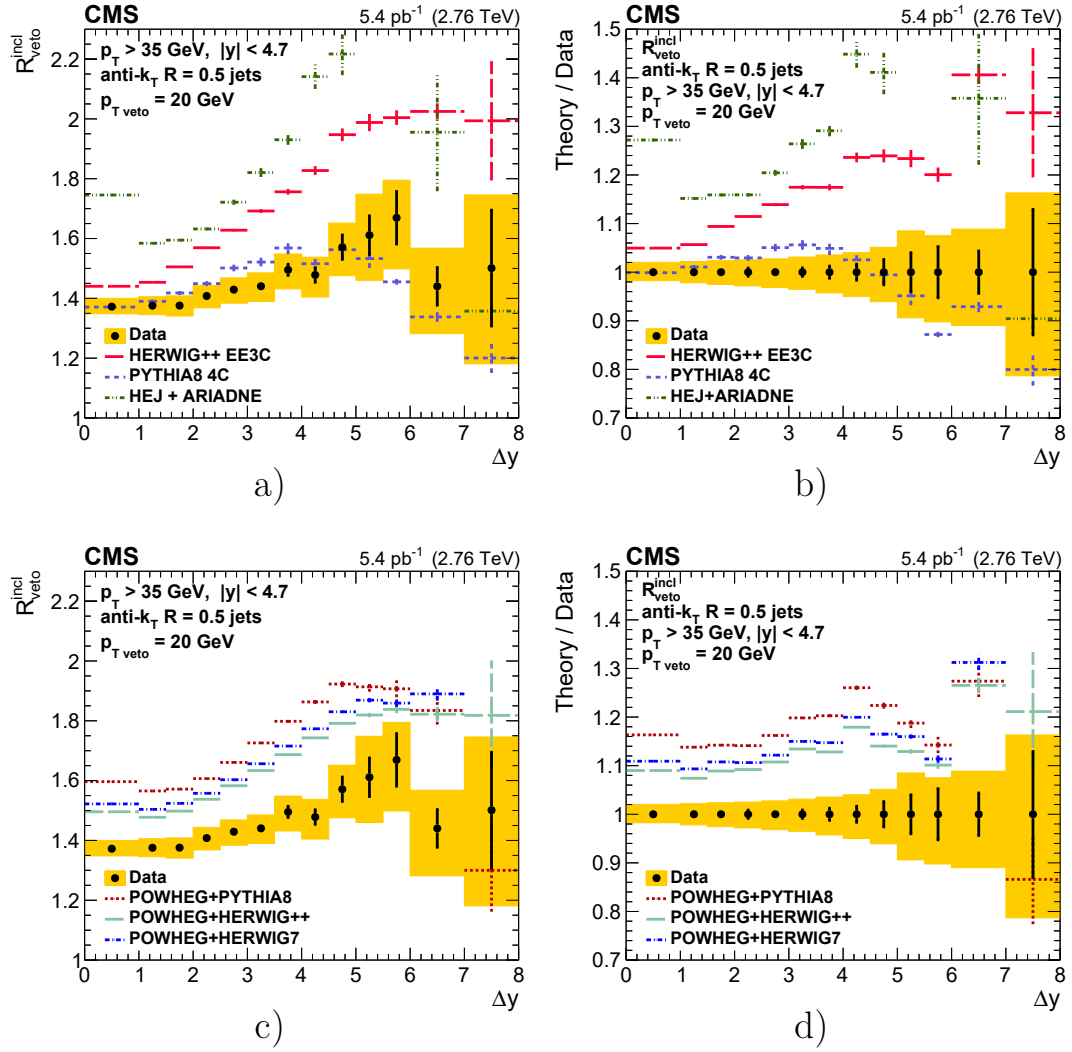 CMS 5.4 pb⁻¹ (2.76 TeV)
R^incl_veto
p_T > 35 GeV, |y| < 4.7
anti-k_T R = 0.5 jets
p_T veto = 20 GeV
2.2
2
1.8
1.6
1.4
1.2
1
Data
HERWIG++ EE3C
PYTHIA8 4C
HEJ + ARIADNE
0 1 2 3 4 5 6 7 8
Δy
a)
CMS 5.4 pb⁻¹ (2.76 TeV)
Theory / Data
R^incl_veto
anti-k_T R = 0.5 jets
p_T > 35 GeV, |y| < 4.7
p_T veto = 20 GeV
1.5
1.4
1.3
1.2
1.1
1
0.9
0.8
0.7
Data
HERWIG++ EE3C
PYTHIA8 4C
HEJ+ARIADNE
0 1 2 3 4 5 6 7 8
Δy
b)
CMS 5.4 pb⁻¹ (2.76 TeV)
R^incl_veto
p_T > 35 GeV, |y| < 4.7
anti-k_T R = 0.5 jets
p_T veto = 20 GeV
2.2
2
1.8
1.6
1.4
1.2
1
Data
POWHEG+PYTHIA8
POWHEG+HERWIG++
POWHEG+HERWIG7
0 1 2 3 4 5 6 7 8
Δy
c)
CMS 5.4 pb⁻¹ (2.76 TeV)
Theory / Data
R^incl_veto
anti-k_T R = 0.5 jets
p_T > 35 GeV, |y| < 4.7
p_T veto = 20 GeV
1.5
1.4
1.3
1.2
1.1
1
0.9
0.8
0.7
Data
POWHEG+PYTHIA8
POWHEG+HERWIG++
POWHEG+HERWIG7
0 1 2 3 4 5 6 7 8
Δy
d)